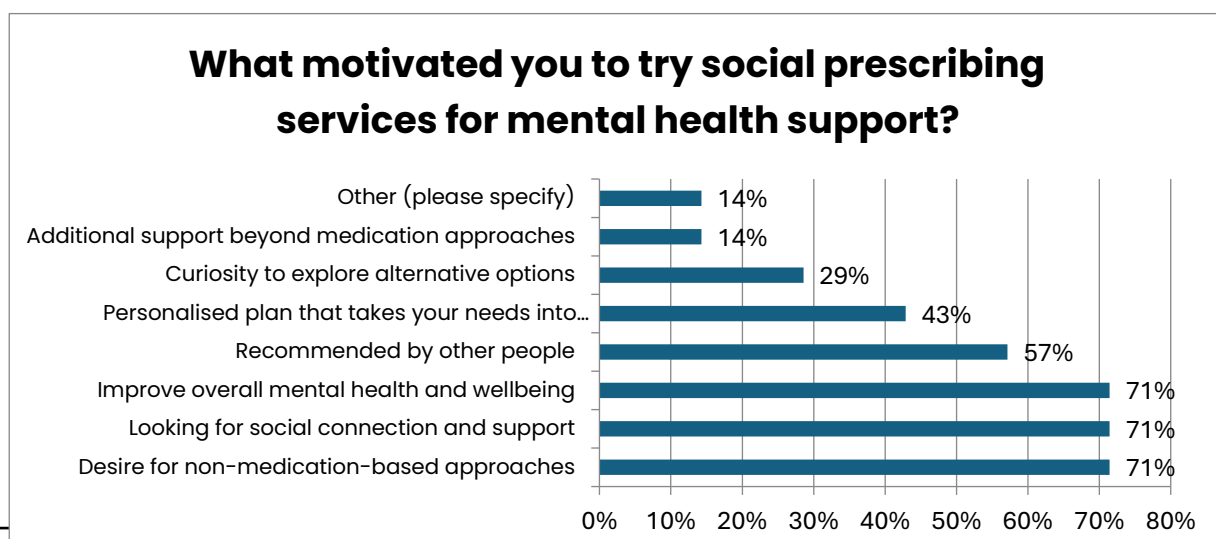 What motivated you to try social prescribing
services for mental health support?
Other (please specify) 14%
Additional support beyond medication approaches 14%
Curiosity to explore alternative options 29%
Personalised plan that takes your needs into… 43%
Recommended by other people 57%
Improve overall mental health and wellbeing 71%
Looking for social connection and support 71%
Desire for non-medication-based approaches 71%
0% 10% 20% 30% 40% 50% 60% 70% 80%